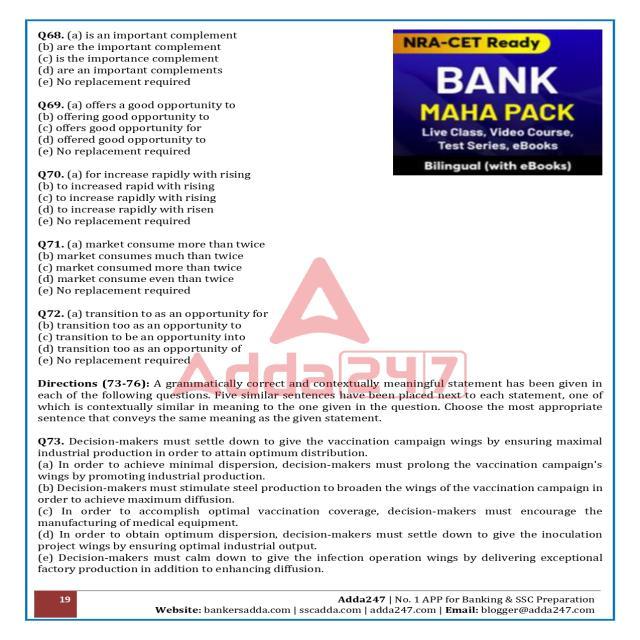 Q68. (a) is an important complement
(b) are the important complement
(c) is the importance complement
(d) are an important complements
(e) No replacement required
NRA-CET Ready
BANK
MAHA PACK
Live Class, Video Course,
Test Series, eBooks
Bilingual (with eBooks)
Q69. (a) offers a good opportunity to
(b) offering good opportunity to
(c) offers good opportunity for
(d) offered good opportunity to
(e) No replacement required
Q70. (a) for increase rapidly with rising
(b) to increased rapid with rising
(c) to increase rapidly with rising
(d) to increase rapidly with risen
(e) No replacement required
Q71. (a) market consume more than twice
(b) market consumes much than twice
(c) market consumed more than twice
(d) market consume even than twice
(e) No replacement required
Q72. (a) transition to as an opportunity for
(b) transition too as an opportunity to
(c) transition to be an opportunity into
(d) transition too as an opportunity of
(e) No replacement required
Adda247
Directions (73-76): A grammatically correct and contextually meaningful statement has been given in
each of the following questions. Five similar sentences have been placed next to each statement, one of
which is contextually similar in meaning to the one given in the question. Choose the most appropriate
sentence that conveys the same meaning as the given statement.
Q73. Decision-makers must settle down to give the vaccination campaign wings by ensuring maximal
industrial production in order to attain optimum distribution.
(a) In order to achieve minimal dispersion, decision-makers must prolong the vaccination campaign's
wings by promoting industrial production.
(b) Decision-makers must stimulate steel production to broaden the wings of the vaccination campaign in
order to achieve maximum diffusion.
(c) In order to accomplish optimal vaccination coverage, decision-makers must encourage the
manufacturing of medical equipment.
(d) In order to obtain optimum dispersion, decision-makers must settle down to give the inoculation
project wings by ensuring optimal industrial output.
(e) Decision-makers must calm down to give the infection operation wings by delivering exceptional
factory production in addition to enhancing diffusion.
19
Adda247 | No. 1 APP for Banking & SSC Preparation
Website: bankersadda.com | sscadda.com | adda247.com | Email: blogger@adda247.com